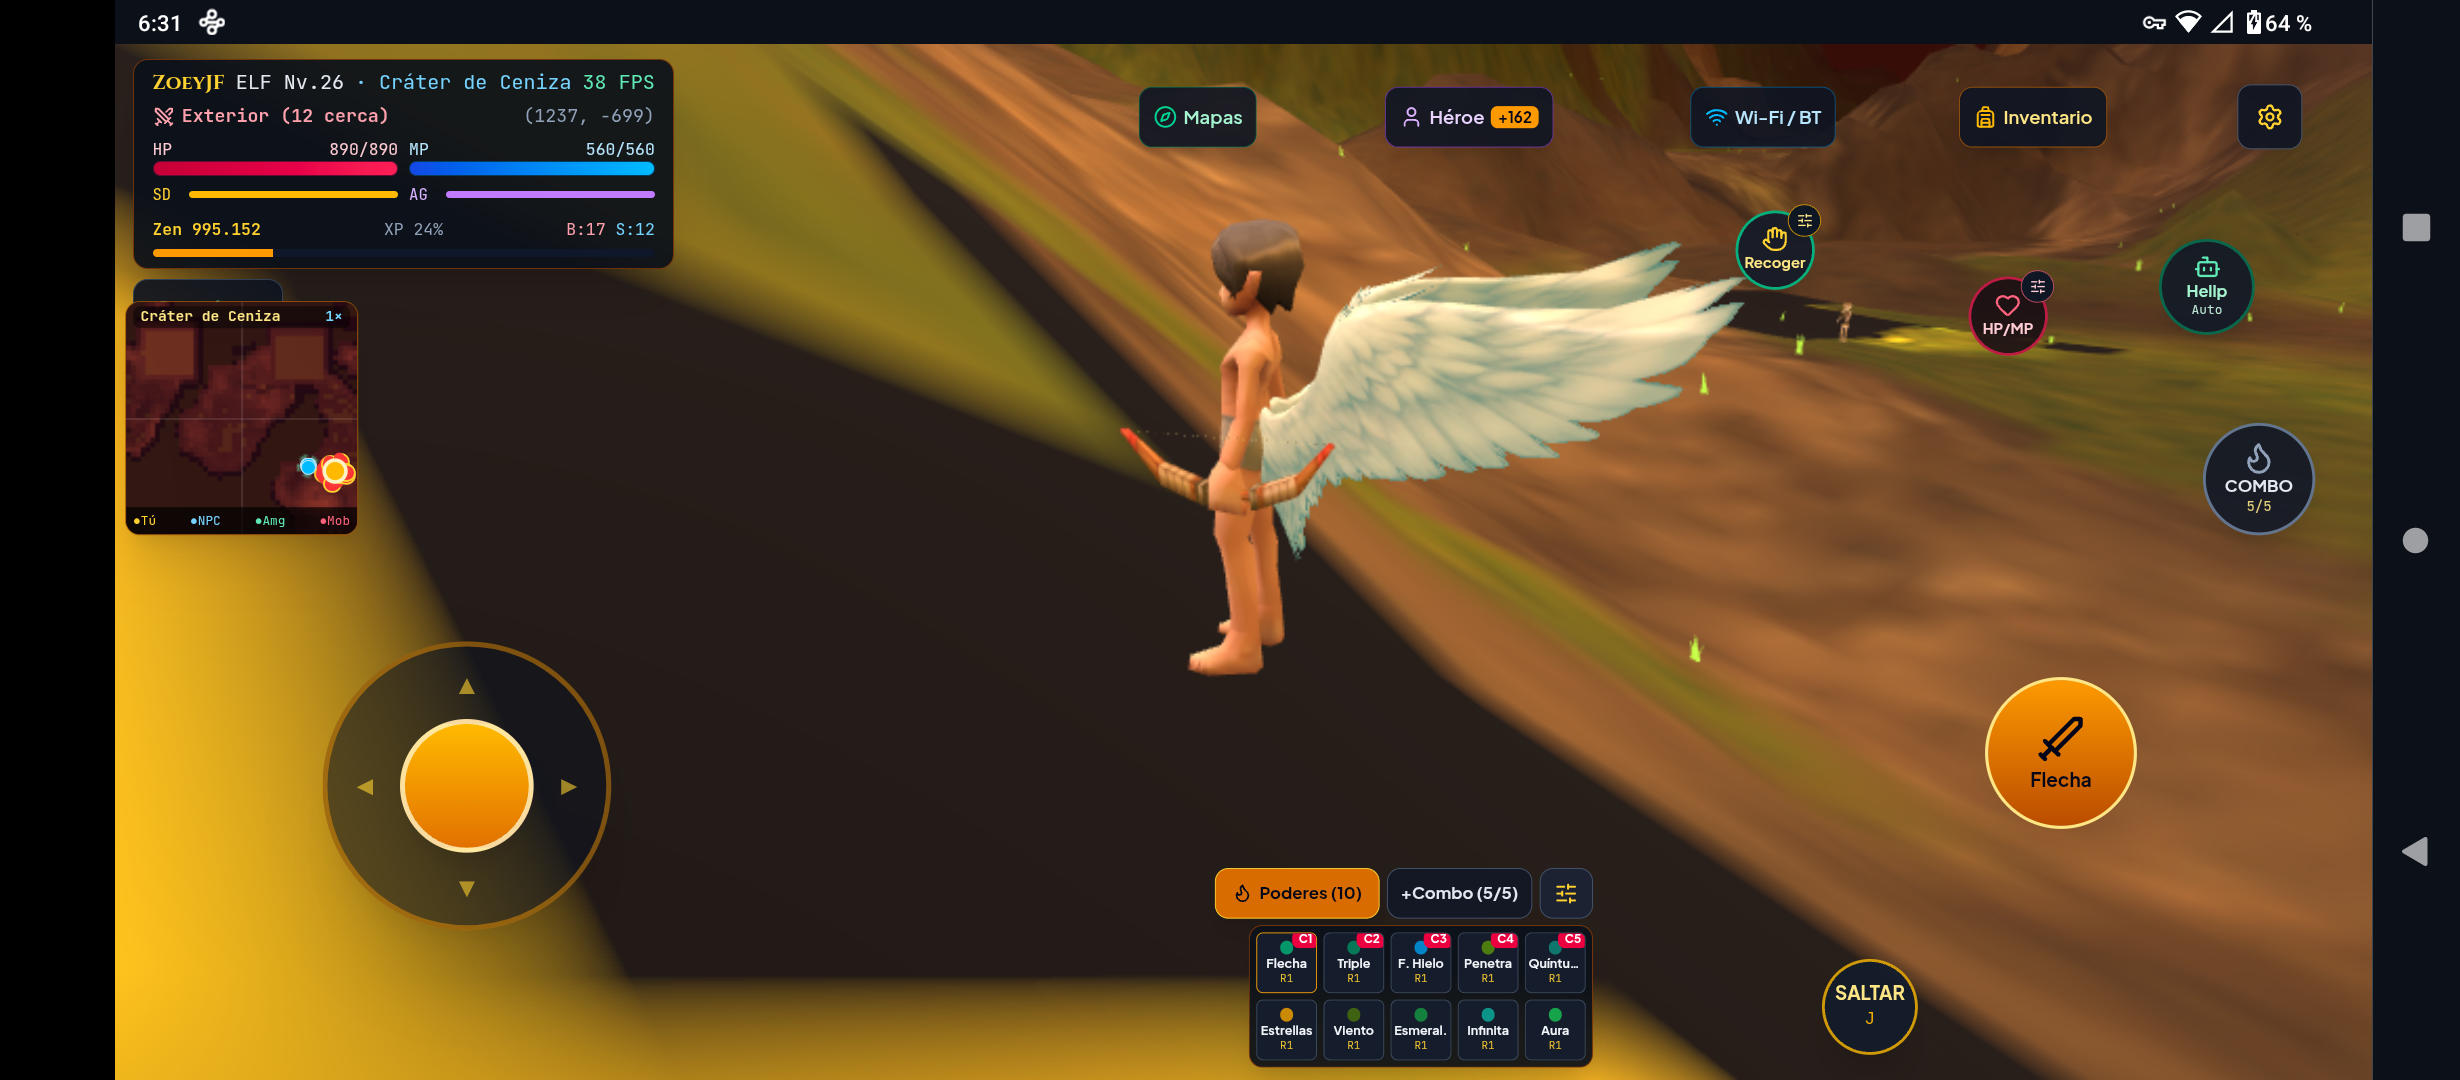 6:31
64 %
ZOEYJF ELF Nv.26 · Cráter de Ceniza 38 FPS
Exterior (12 cerca) (1237, -699)
HP 890/890 MP 560/560
SD AG
Zen 995.152 XP 24% B:17 S:12
Mapas
Héroe +162
Wi-Fi / BT
Inventario
Recoger
HP/MP
Hellp
Auto
COMBO
5/5
Cráter de Ceniza 1×
Tú NPC Amg Mob
Flecha
Poderes (10) +Combo (5/5)
C1 C2 C3 C4 C5
Flecha Triple F. Hielo Penetra Quíntu...
R1 R1 R1 R1 R1
Estrellas Viento Esmeral. Infinita Aura
R1 R1 R1 R1 R1
SALTAR
J